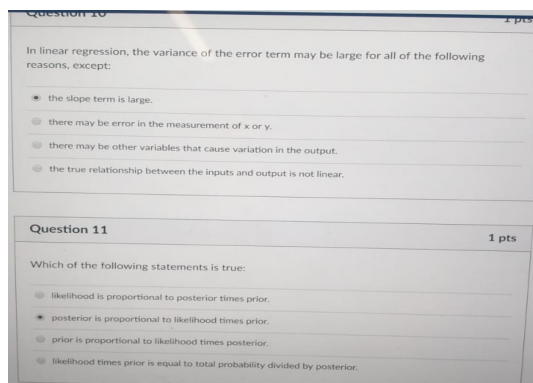 Question 10
1 pts
In linear regression, the variance of the error term may be large for all of the following
reasons, except:
the slope term is large.
there may be error in the measurement of x or y.
there may be other variables that cause variation in the output.
the true relationship between the inputs and output is not linear.
Question 11
1 pts
Which of the following statements is true:
likelihood is proportional to posterior times prior.
posterior is proportional to likelihood times prior.
prior is proportional to likelihood times posterior.
likelihood times prior is equal to total probability divided by posterior.